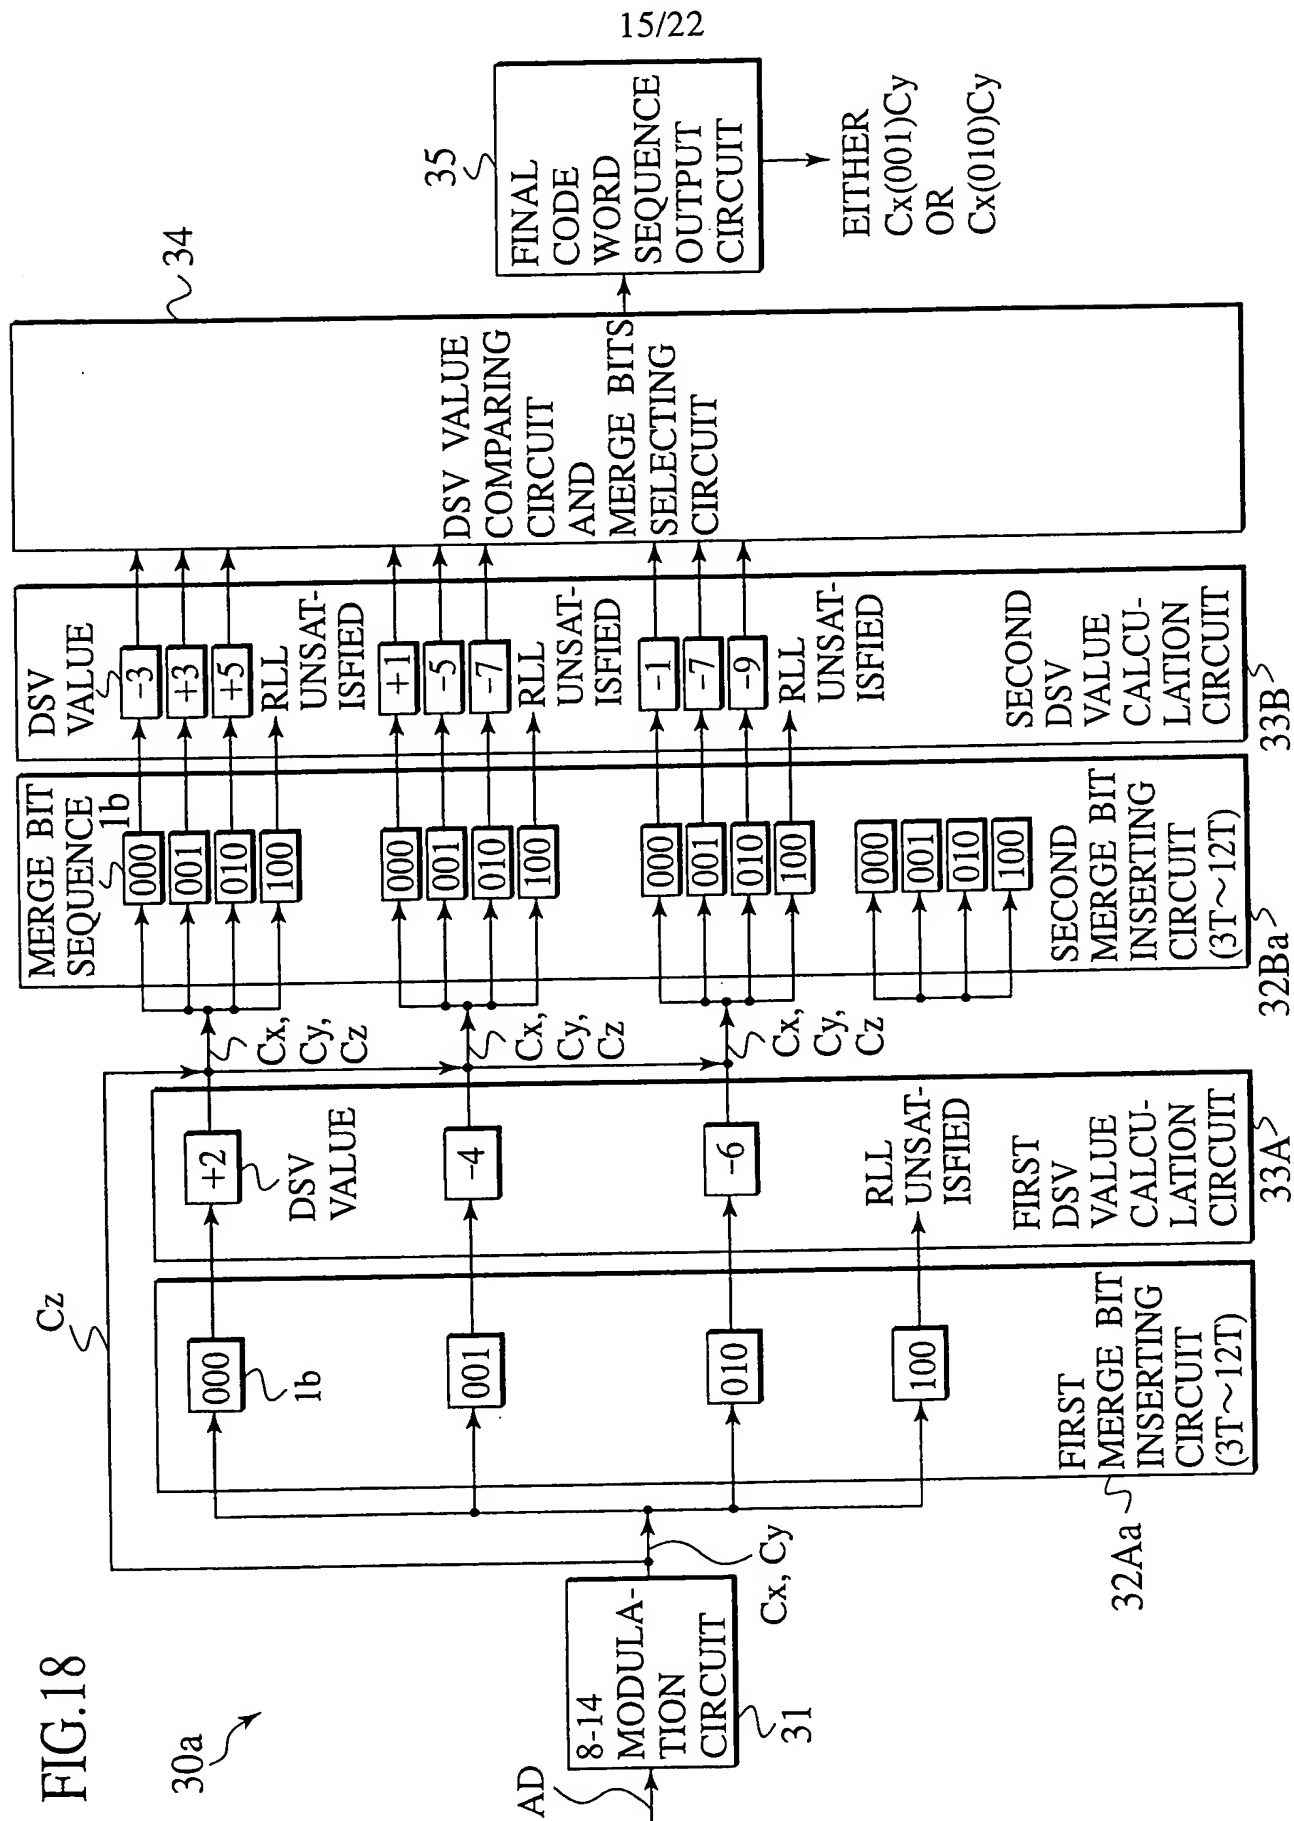 15/22
FIG.18
30a
AD
8-14
MODULA-
TION
CIRCUIT
31
Cx, Cy
Cz
000
1b
001
010
100
FIRST
MERGE BIT
INSERTING
CIRCUIT
(3T~12T)
32Aa
+2
DSV
VALUE
-4
-6
RLL
UNSAT-
ISFIED
FIRST
DSV
VALUE
CALCU-
LATION
CIRCUIT
33A
Cx,
Cy,
Cz
Cx,
Cy,
Cz
Cx,
Cy,
Cz
MERGE BIT
SEQUENCE
1b
000
001
010
100
000
001
010
100
000
001
010
100
000
001
010
100
SECOND
MERGE BIT
INSERTING
CIRCUIT
(3T~12T)
32Ba
DSV
VALUE
-3
+3
+5
RLL
UNSAT-
ISFIED
+1
-5
-7
RLL
UNSAT-
ISFIED
-1
-7
-9
RLL
UNSAT-
ISFIED
SECOND
DSV
VALUE
CALCU-
LATION
CIRCUIT
33B
DSV VALUE
COMPARING
CIRCUIT
AND
MERGE BITS
SELECTING
CIRCUIT
34
35
FINAL
CODE
WORD
SEQUENCE
OUTPUT
CIRCUIT
EITHER
Cx(001)Cy
OR
Cx(010)Cy